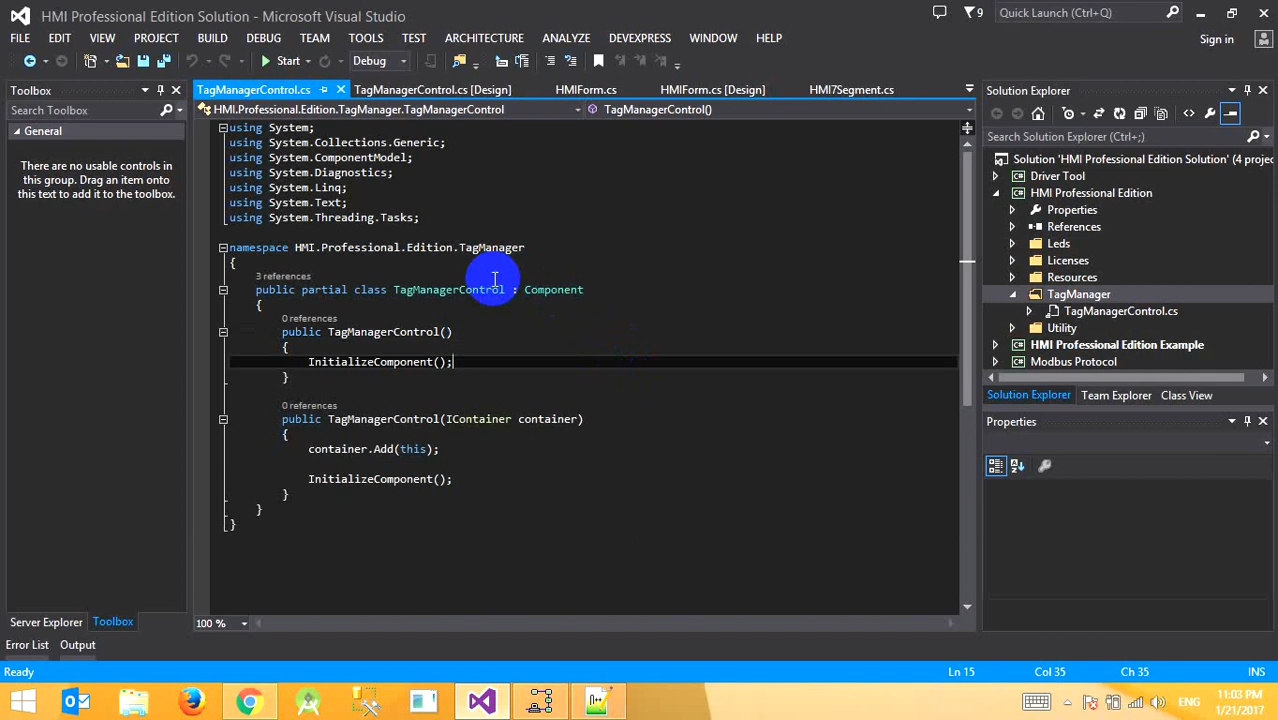 HMI Professional Edition Solution - Microsoft Visual Studio
9
Quick Launch (Ctrl+Q)
FILE EDIT VIEW PROJECT BUILD DEBUG TEAM TOOLS TEST ARCHITECTURE ANALYZE DEVEXPRESS WINDOW HELP
Sign in
Start Debug
Toolbox
TagManagerControl.cs TagManagerControl.cs [Design] HMIForm.cs HMIForm.cs [Design] HMI7Segment.cs
Solution Explorer
Search Toolbox
HMI.Professional.Edition.TagManager.TagManagerControl TagManagerControl()
General
There are no usable controls in
this group. Drag an item onto
this text to add it to the toolbox.
using System;
using System.Collections.Generic;
using System.ComponentModel;
using System.Diagnostics;
using System.Linq;
using System.Text;
using System.Threading.Tasks;
namespace HMI.Professional.Edition.TagManager
{
3 references
public partial class TagManagerControl : Component
{
0 references
public TagManagerControl()
{
InitializeComponent();
}
0 references
public TagManagerControl(IContainer container)
{
container.Add(this);
InitializeComponent();
}
}
}
Search Solution Explorer (Ctrl+;)
Solution 'HMI Professional Edition Solution' (4 projec
Driver Tool
HMI Professional Edition
Properties
References
Leds
Licenses
Resources
TagManager
TagManagerControl.cs
Utility
HMI Professional Edition Example
Modbus Protocol
Solution Explorer Team Explorer Class View
Properties
100 %
Server Explorer Toolbox
Error List Output
Ready Ln 15 Col 35 Ch 35 INS
ENG
11:03 PM
1/21/2017